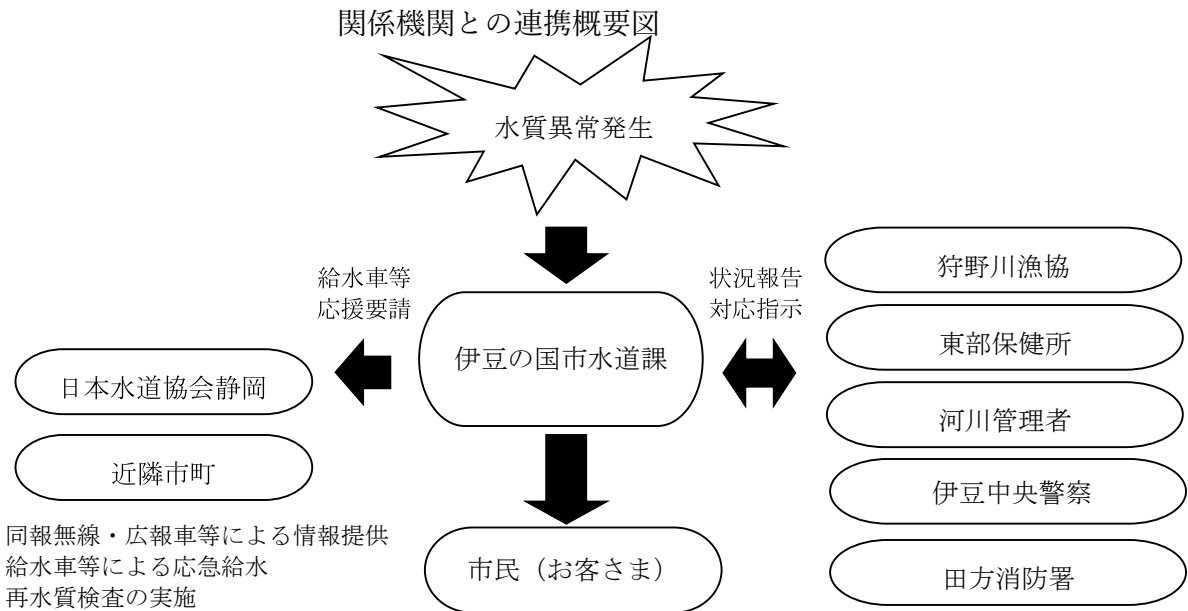 関係機関との連携概要図
水質異常発生
給水車等
応援要請
状況報告
対応指示
伊豆の国市水道課
日本水道協会静岡
近隣市町
狩野川漁協
東部保健所
河川管理者
伊豆中央警察
田方消防署
同報無線・広報車等による情報提供
給水車等による応急給水
再水質検査の実施
市民（お客さま）